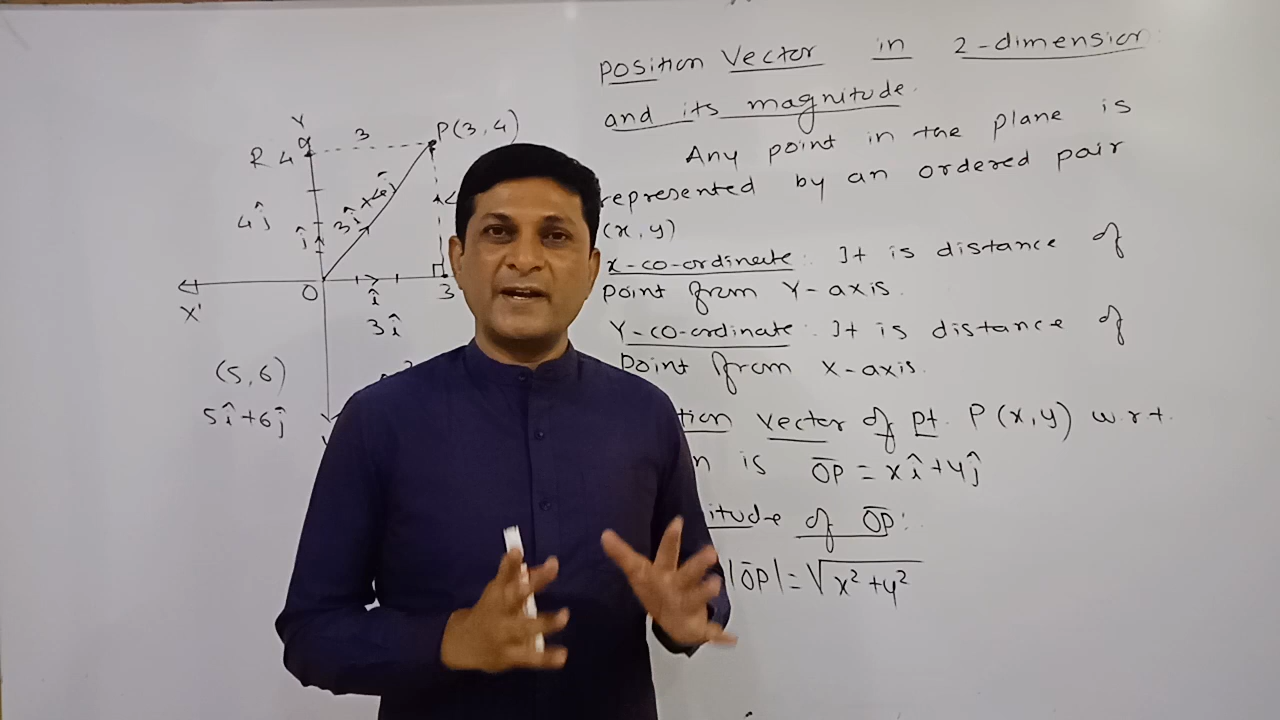 Position Vector in 2-dimension
and its magnitude.
Any point in the plane is
represented by an ordered pair
(x, y)
x-co-ordinate : It is distance of
point from Y-axis.
Y-co-ordinate : It is distance of
point from X-axis.
tion vector of pt. P(x, y) w.r.t.
n is O̅P̅ = xî + yĵ
itude of O̅P̅ :
|O̅P̅| = √x² + y²
Y
R 4
3
P(3, 4)
4ĵ
ĵ
3î + 4ĵ
X'
O
î
3
3î
(5, 6)
5î + 6ĵ